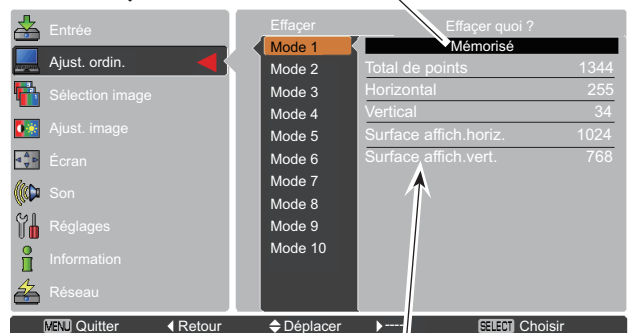 Entrée
Ajust. ordin.
Sélection image
Ajust. image
Écran
Son
Réglages
Information
Réseau
Effaçer
Mode 1
Mode 2
Mode 3
Mode 4
Mode 5
Mode 6
Mode 7
Mode 8
Mode 9
Mode 10
Effaçer quoi ?
Mémorisé
Total de points 1344
Horizontal 255
Vertical 34
Surface affich.horiz. 1024
Surface affich.vert. 768
MENU Quitter Retour Déplacer ----- SELECT Choisir